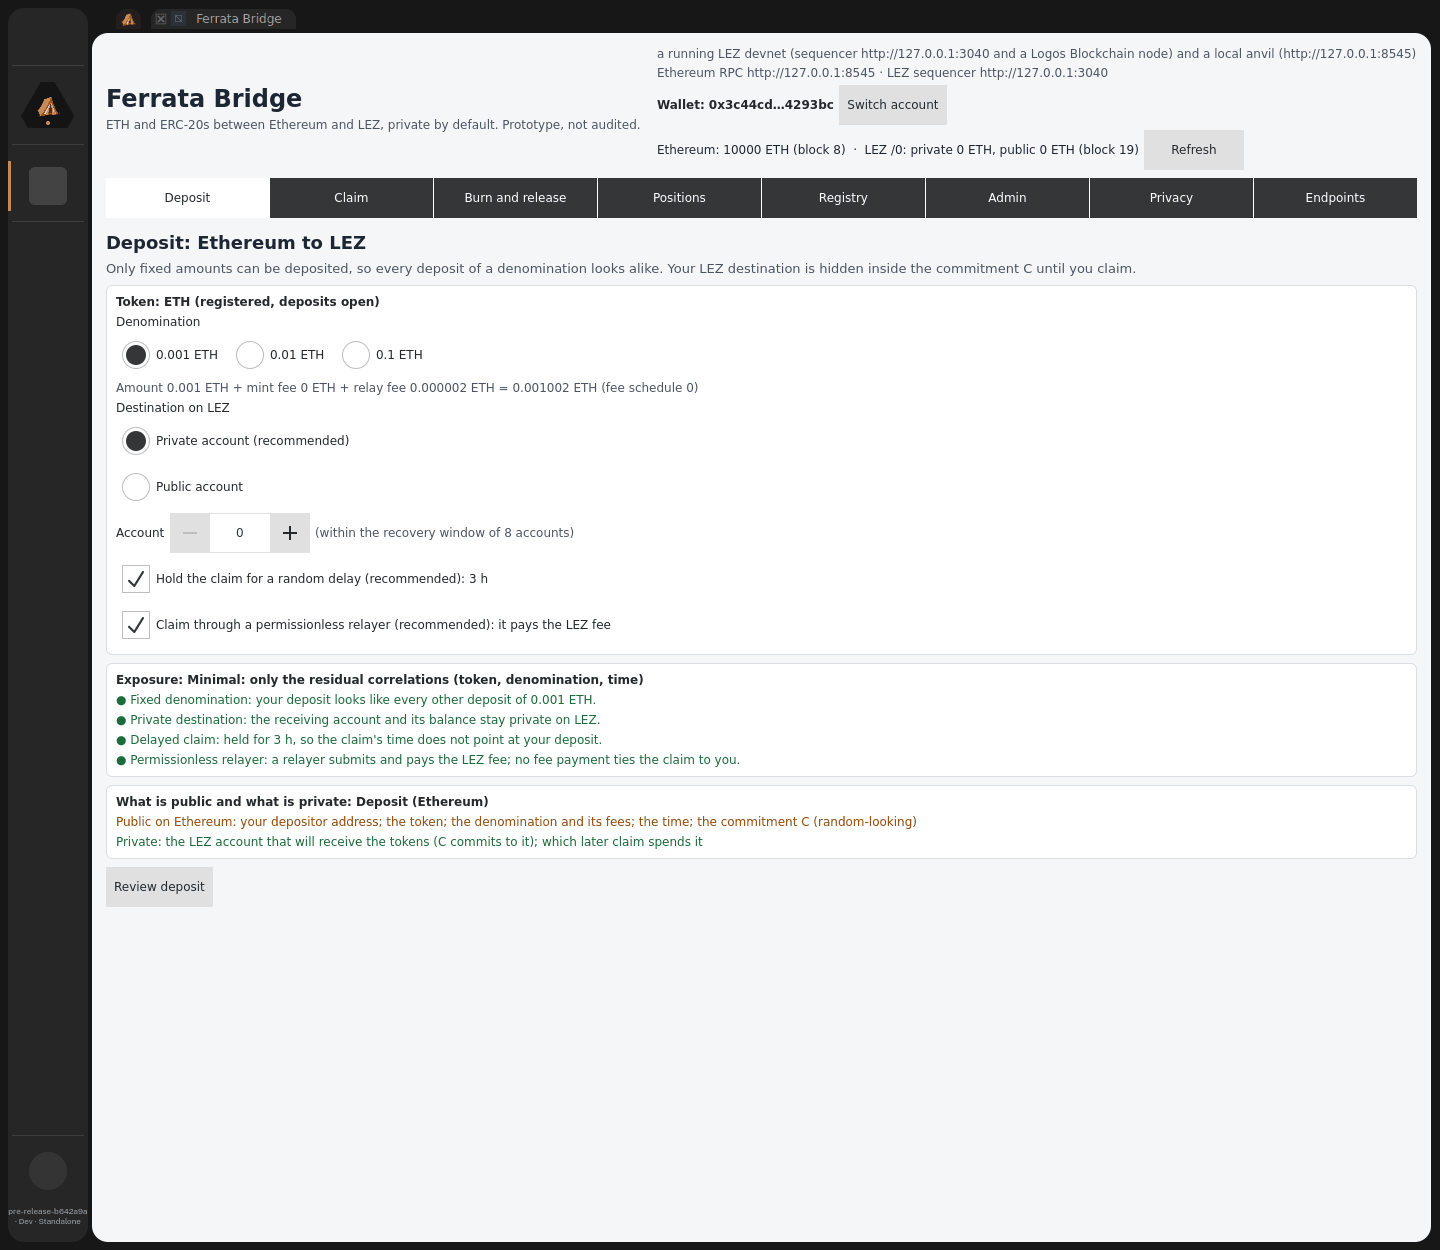 Ferrata Bridge
a running LEZ devnet (sequencer http://127.0.0.1:3040 and a Logos Blockchain node) and a local anvil (http://127.0.0.1:8545)
Ethereum RPC http://127.0.0.1:8545 · LEZ sequencer http://127.0.0.1:3040
Ferrata Bridge
ETH and ERC-20s between Ethereum and LEZ, private by default. Prototype, not audited.
Wallet: 0x3c44cd…4293bc Switch account
Ethereum: 10000 ETH (block 8) · LEZ /0: private 0 ETH, public 0 ETH (block 19) Refresh
Deposit Claim Burn and release Positions Registry Admin Privacy Endpoints
Deposit: Ethereum to LEZ
Only fixed amounts can be deposited, so every deposit of a denomination looks alike. Your LEZ destination is hidden inside the commitment C until you claim.
Token: ETH (registered, deposits open)
Denomination
0.001 ETH 0.01 ETH 0.1 ETH
Amount 0.001 ETH + mint fee 0 ETH + relay fee 0.000002 ETH = 0.001002 ETH (fee schedule 0)
Destination on LEZ
Private account (recommended)
Public account
Account 0 (within the recovery window of 8 accounts)
Hold the claim for a random delay (recommended): 3 h
Claim through a permissionless relayer (recommended): it pays the LEZ fee
Exposure: Minimal: only the residual correlations (token, denomination, time)
● Fixed denomination: your deposit looks like every other deposit of 0.001 ETH.
● Private destination: the receiving account and its balance stay private on LEZ.
● Delayed claim: held for 3 h, so the claim's time does not point at your deposit.
● Permissionless relayer: a relayer submits and pays the LEZ fee; no fee payment ties the claim to you.
What is public and what is private: Deposit (Ethereum)
Public on Ethereum: your depositor address; the token; the denomination and its fees; the time; the commitment C (random-looking)
Private: the LEZ account that will receive the tokens (C commits to it); which later claim spends it
Review deposit
pre-release-b642a9a
· Dev · Standalone